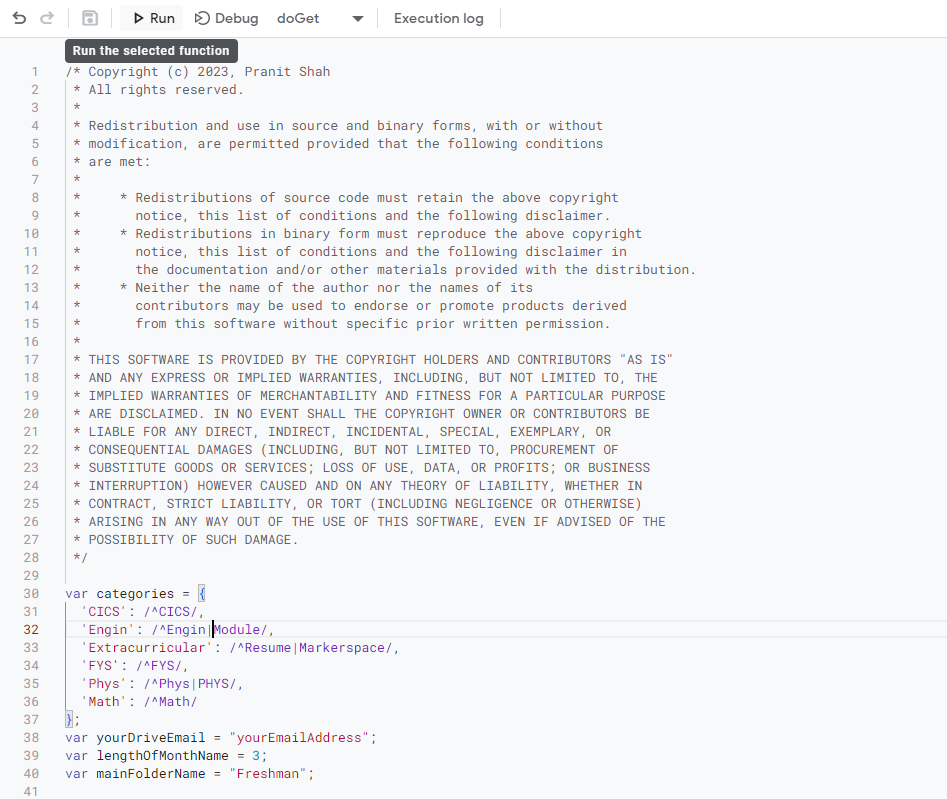 Run Debug doGet Execution log
Run the selected function
1 /* Copyright (c) 2023, Pranit Shah
2 * All rights reserved.
3 *
4 * Redistribution and use in source and binary forms, with or without
5 * modification, are permitted provided that the following conditions
6 * are met:
7 *
8 * * Redistributions of source code must retain the above copyright
9 * notice, this list of conditions and the following disclaimer.
10 * * Redistributions in binary form must reproduce the above copyright
11 * notice, this list of conditions and the following disclaimer in
12 * the documentation and/or other materials provided with the distribution.
13 * * Neither the name of the author nor the names of its
14 * contributors may be used to endorse or promote products derived
15 * from this software without specific prior written permission.
16 *
17 * THIS SOFTWARE IS PROVIDED BY THE COPYRIGHT HOLDERS AND CONTRIBUTORS "AS IS"
18 * AND ANY EXPRESS OR IMPLIED WARRANTIES, INCLUDING, BUT NOT LIMITED TO, THE
19 * IMPLIED WARRANTIES OF MERCHANTABILITY AND FITNESS FOR A PARTICULAR PURPOSE
20 * ARE DISCLAIMED. IN NO EVENT SHALL THE COPYRIGHT OWNER OR CONTRIBUTORS BE
21 * LIABLE FOR ANY DIRECT, INDIRECT, INCIDENTAL, SPECIAL, EXEMPLARY, OR
22 * CONSEQUENTIAL DAMAGES (INCLUDING, BUT NOT LIMITED TO, PROCUREMENT OF
23 * SUBSTITUTE GOODS OR SERVICES; LOSS OF USE, DATA, OR PROFITS; OR BUSINESS
24 * INTERRUPTION) HOWEVER CAUSED AND ON ANY THEORY OF LIABILITY, WHETHER IN
25 * CONTRACT, STRICT LIABILITY, OR TORT (INCLUDING NEGLIGENCE OR OTHERWISE)
26 * ARISING IN ANY WAY OUT OF THE USE OF THIS SOFTWARE, EVEN IF ADVISED OF THE
27 * POSSIBILITY OF SUCH DAMAGE.
28 */
29
30 var categories = {
31 'CICS': /^CICS/,
32 'Engin': /^Engin|Module/,
33 'Extracurricular': /^Resume|Markerspace/,
34 'FYS': /^FYS/,
35 'Phys': /^Phys|PHYS/,
36 'Math': /^Math/
37 };
38 var yourDriveEmail = "yourEmailAddress";
39 var lengthOfMonthName = 3;
40 var mainFolderName = "Freshman";
41